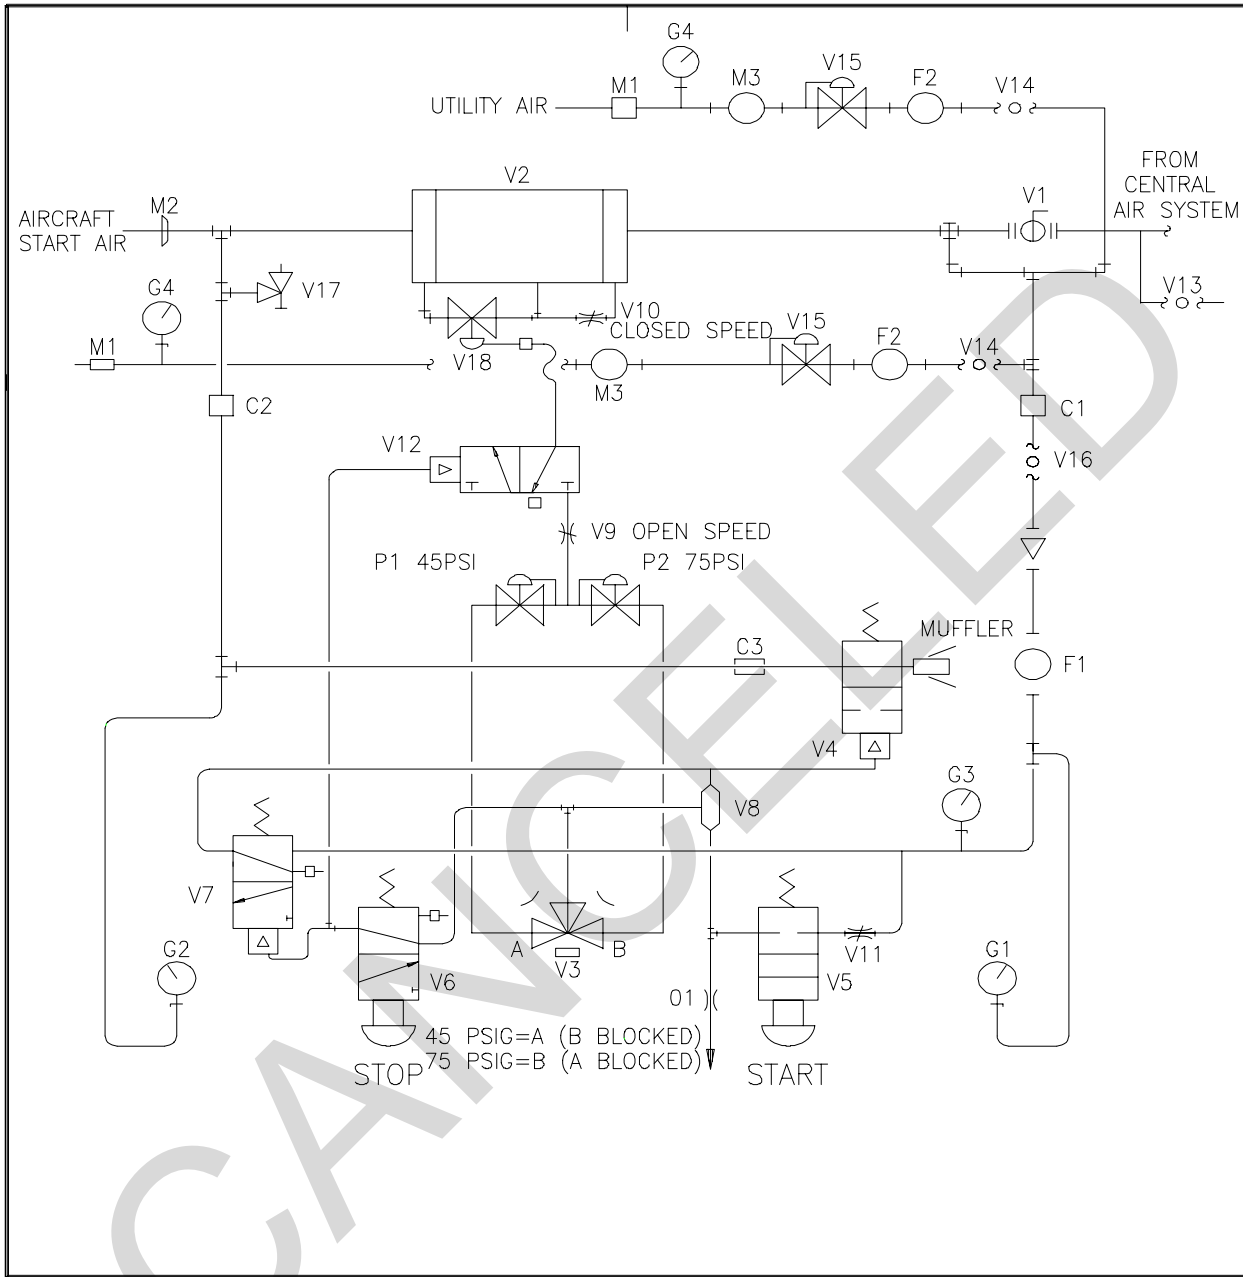 G4
V15
M1
M3
F2
V14
UTILITY AIR
FROM
CENTRAL
AIR SYSTEM
V2
M2
V1
AIRCRAFT
START AIR
G4
V17
V13
V10
CLOSED SPEED
V15
F2
M1
V18
M3
V14
C2
C1
V12
V16
V9 OPEN SPEED
P1 45PSI
P2 75PSI
MUFFLER
C3
F1
V4
G3
V8
V7
G2
A
B
V3
V11
G1
V6
V5
O1
45 PSIG=A (B BLOCKED)
75 PSIG=B (A BLOCKED)
STOP
START
CANCELED